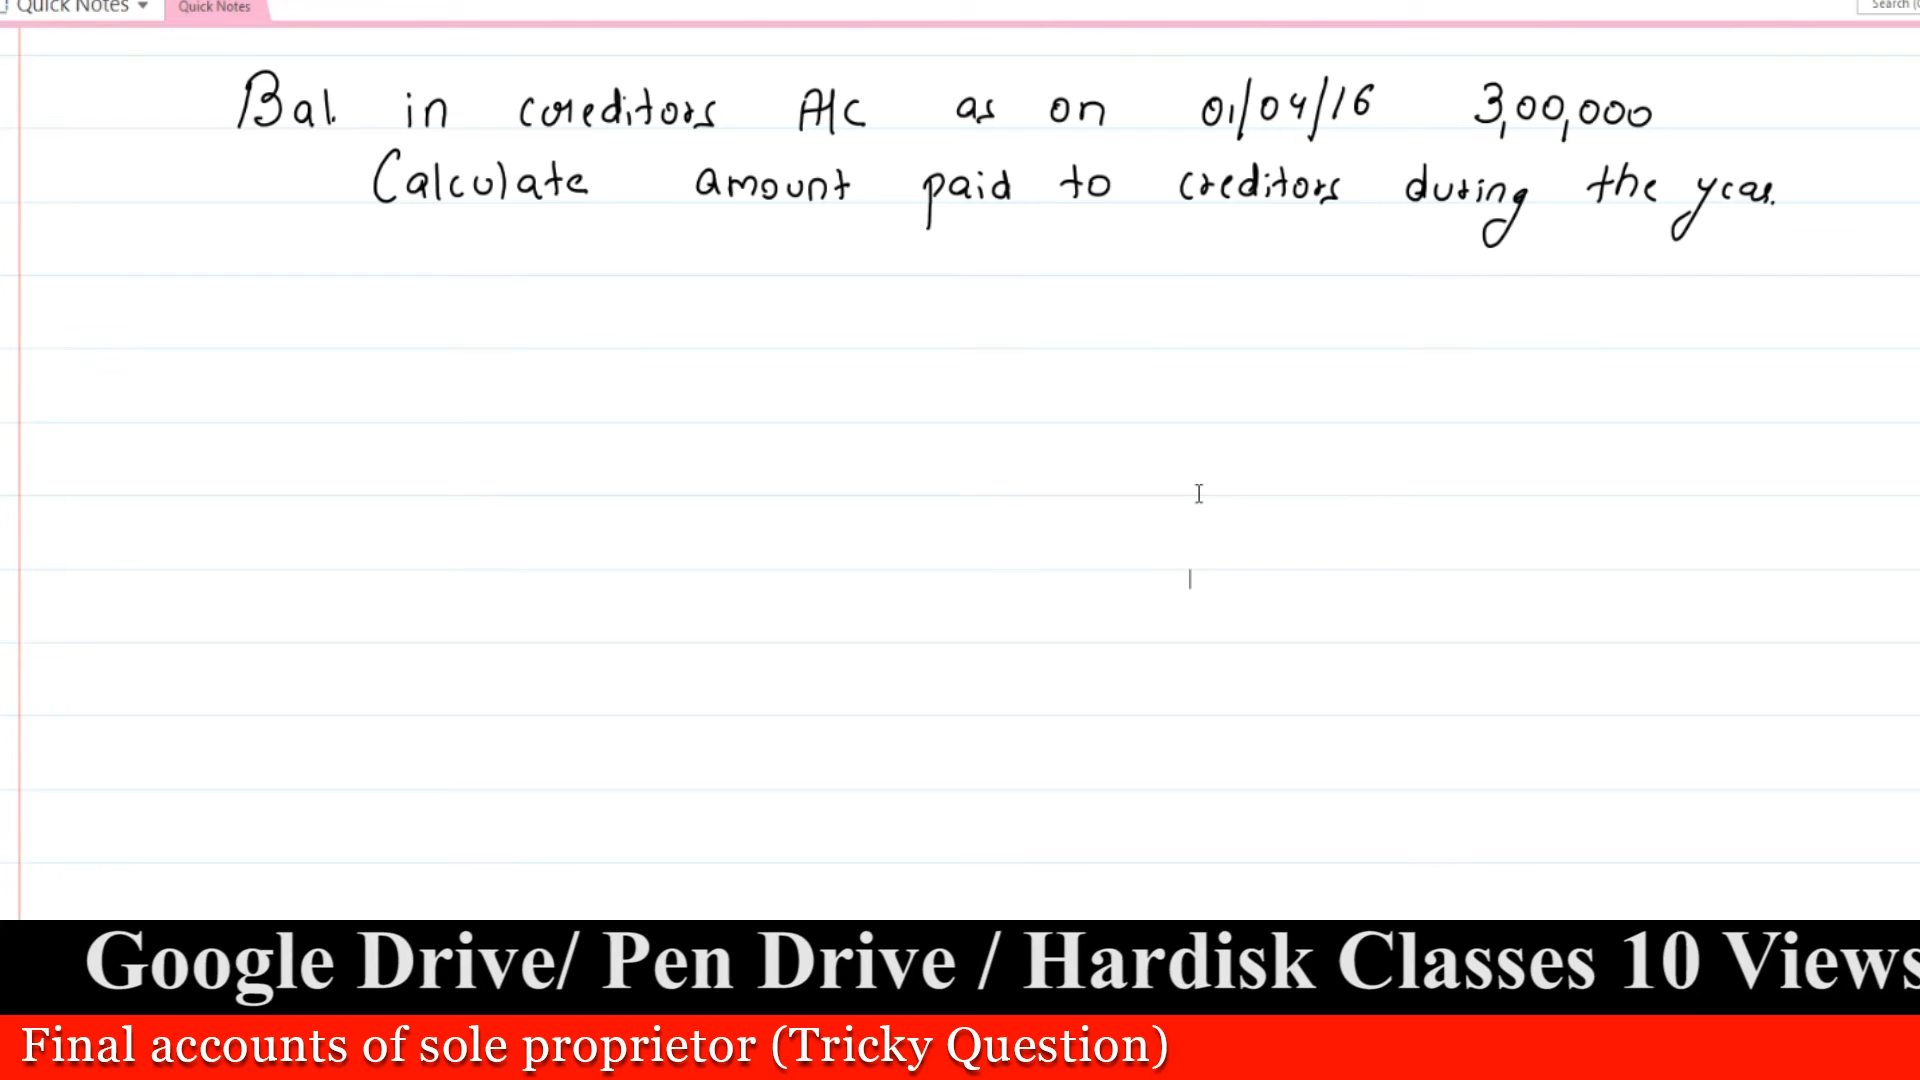 Quick Notes
Quick Notes
Search (
Bal. in creditors A/c as on 01/04/16 3,00,000
Calculate amount paid to creditors during the year.
Google Drive/ Pen Drive / Hardisk Classes 10 Views
Final accounts of sole proprietor (Tricky Question)